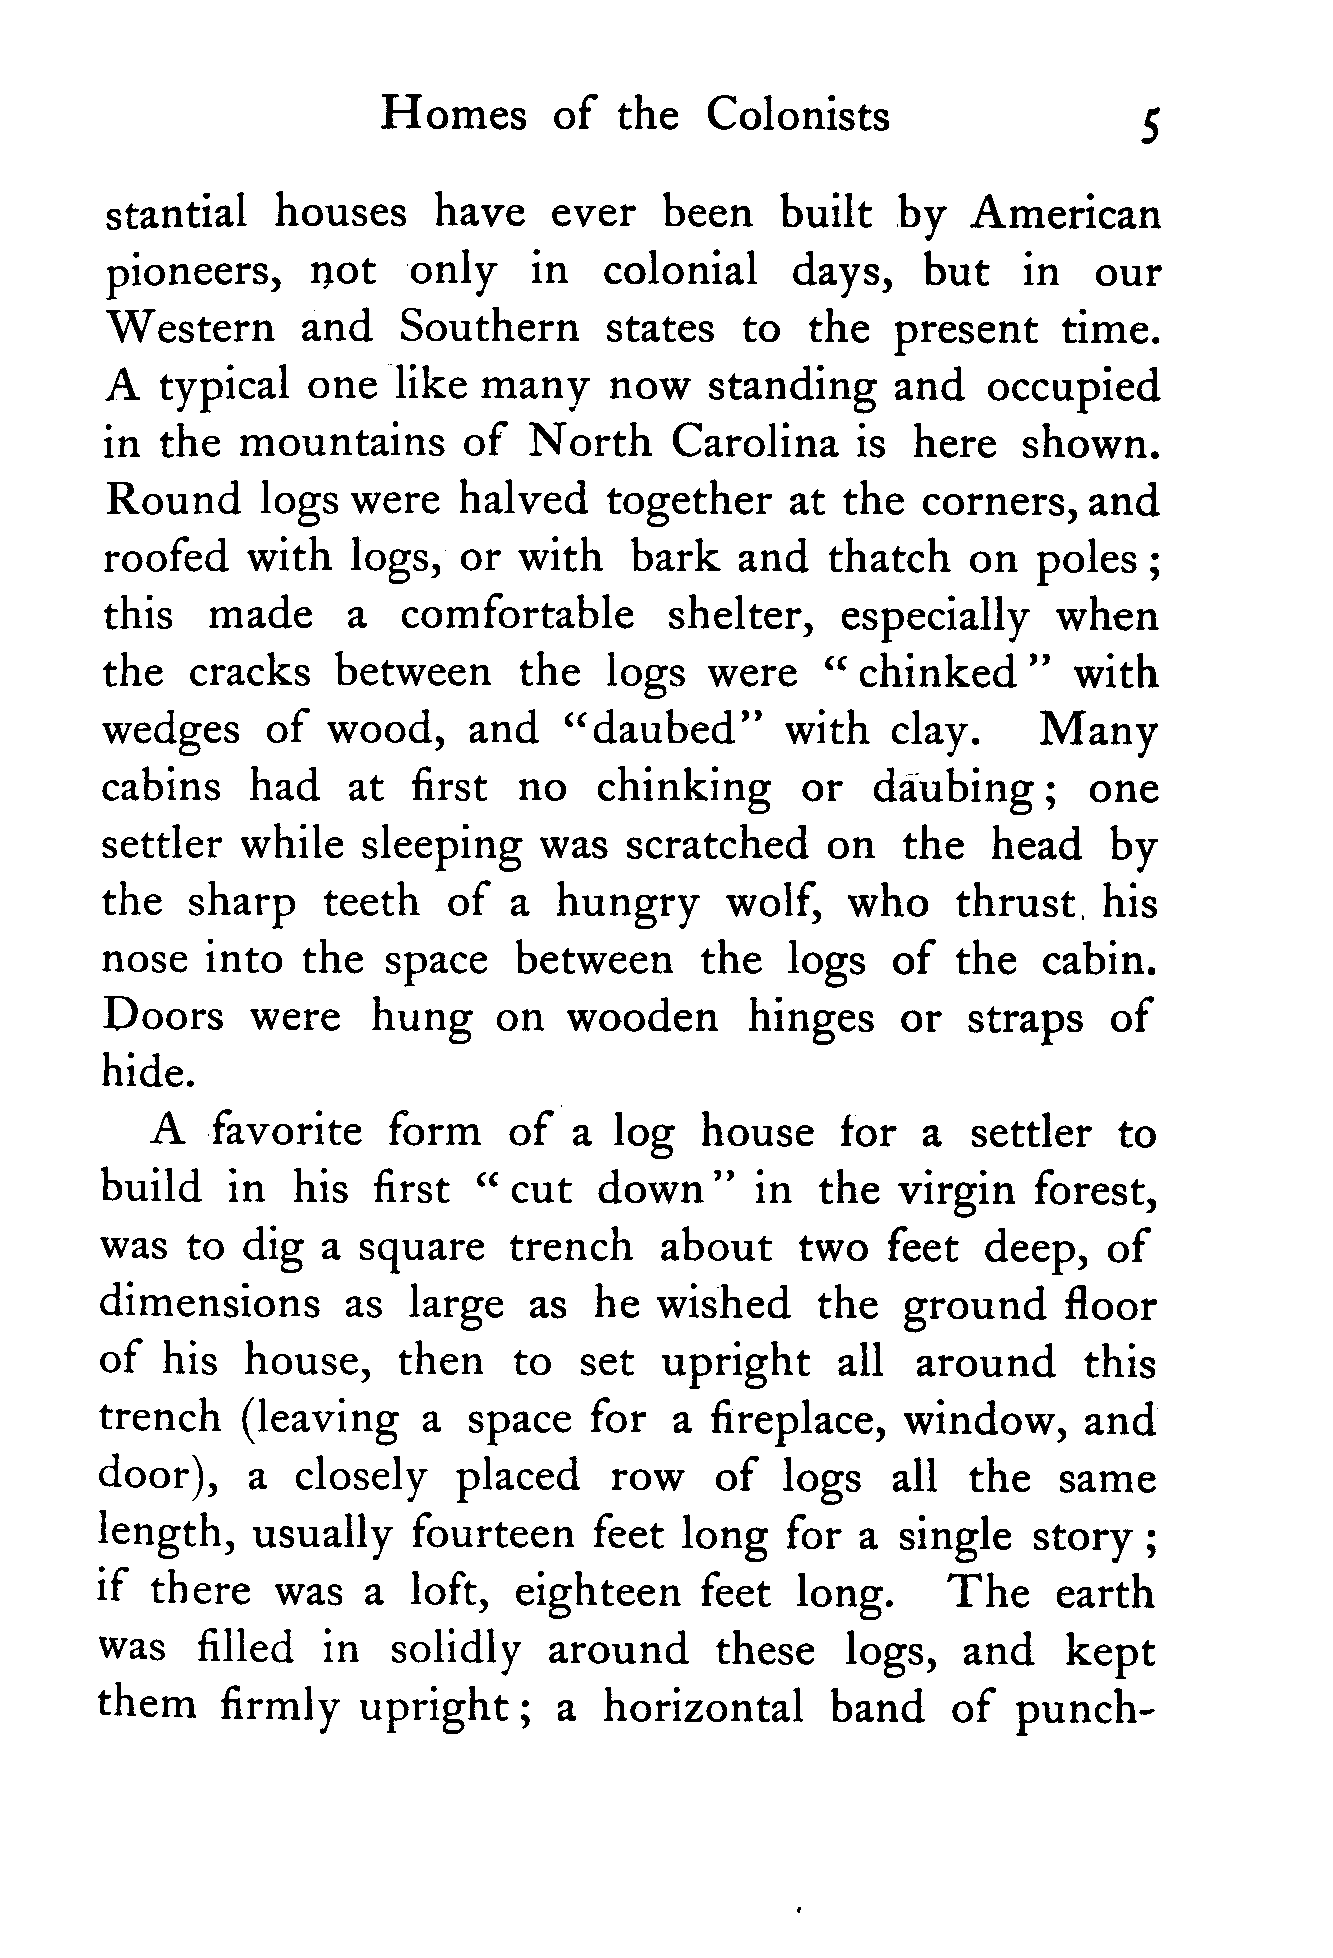 Homes of the Colonists 5
stantial houses have ever been built by American
pioneers, not only in colonial days, but in our
Western and Southern states to the present time.
A typical one like many now standing and occupied
in the mountains of North Carolina is here shown.
Round logs were halved together at the corners, and
roofed with logs, or with bark and thatch on poles ;
this made a comfortable shelter, especially when
the cracks between the logs were “ chinked ” with
wedges of wood, and “daubed” with clay. Many
cabins had at first no chinking or daubing ; one
settler while sleeping was scratched on the head by
the sharp teeth of a hungry wolf, who thrust his
nose into the space between the logs of the cabin.
Doors were hung on wooden hinges or straps of
hide.
A favorite form of a log house for a settler to
build in his first “ cut down ” in the virgin forest,
was to dig a square trench about two feet deep, of
dimensions as large as he wished the ground floor
of his house, then to set upright all around this
trench (leaving a space for a fireplace, window, and
door), a closely placed row of logs all the same
length, usually fourteen feet long for a single story ;
if there was a loft, eighteen feet long. The earth
was filled in solidly around these logs, and kept
them firmly upright ; a horizontal band of punch-